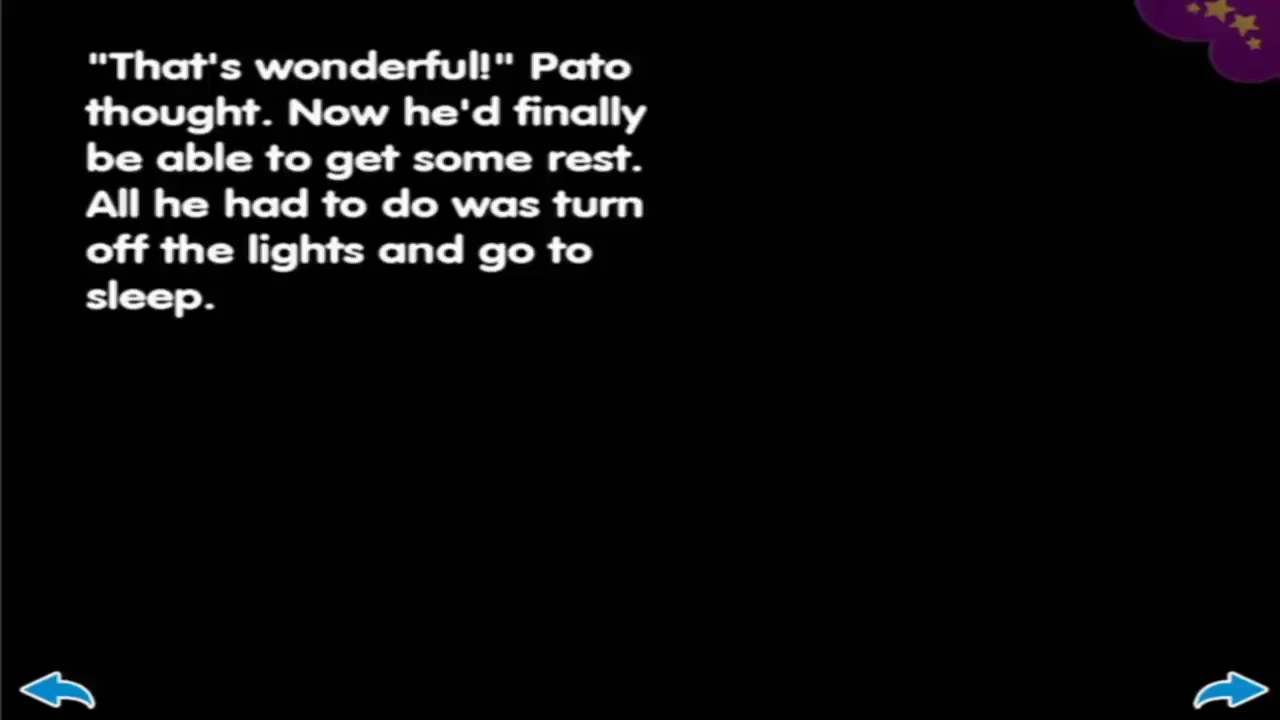 "That's wonderful!" Pato
thought. Now he'd finally
be able to get some rest.
All he had to do was turn
off the lights and go to
sleep.